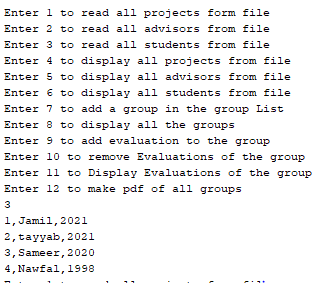 Enter 1 to read all projects form file
Enter 2 to read all advisors from file
Enter 3 to read all students from file
Enter 4 to display all projects from file
Enter 5 to display all advisors from file
Enter 6 to display all students from file
Enter 7 to add a group in the group List
Enter 8 to display all the groups
Enter 9 to add evaluation to the group
Enter 10 to remove Evaluations of the group
Enter 11 to Display Evaluations of the group
Enter 12 to make pdf of all groups
3
1,Jamil,2021
2,tayyab,2021
3,Sameer,2020
4,Nawfal,1998